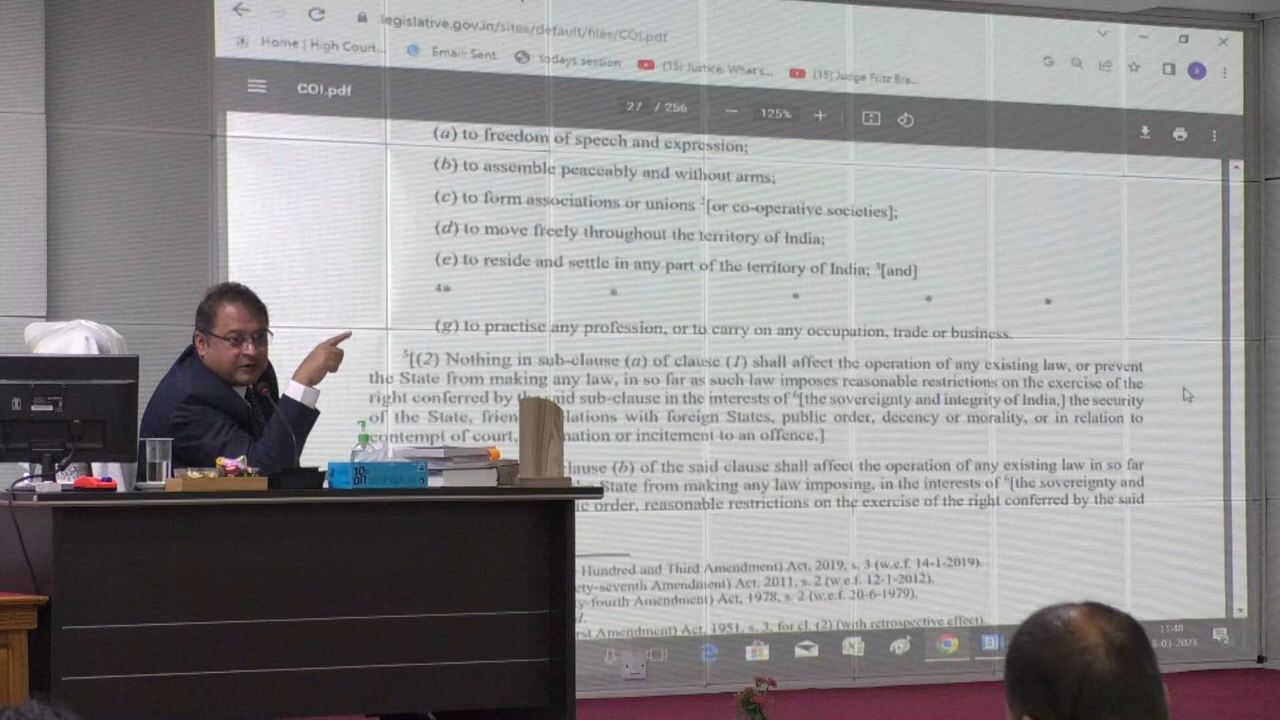 legislative.gov.in/sites/default/files/COI.pdf
Home | High Court... Email: Sent todays session (15) Justice: What's... (15) Judge Fritz Bra...
COI.pdf 27 / 256 — 125% +
(a) to freedom of speech and expression;
(b) to assemble peaceably and without arms;
(c) to form associations or unions 2[or co-operative societies];
(d) to move freely throughout the territory of India;
(e) to reside and settle in any part of the territory of India; 3[and]
4* * * * *
(g) to practise any profession, or to carry on any occupation, trade or business.
5[(2) Nothing in sub-clause (a) of clause (1) shall affect the operation of any existing law, or prevent
the State from making any law, in so far as such law imposes reasonable restrictions on the exercise of the
right conferred by the said sub-clause in the interests of 6[the sovereignty and integrity of India,] the security
of the State, frien lations with foreign States, public order, decency or morality, or in relation to
contempt of court, mation or incitement to an offence.]
lause (b) of the said clause shall affect the operation of any existing law in so far
State from making any law imposing, in the interests of 6[the sovereignty and
ic order, reasonable restrictions on the exercise of the right conferred by the said
Hundred and Third Amendment) Act, 2019, s. 3 (w.e.f. 14-1-2019).
ety-seventh Amendment) Act, 2011, s. 2 (w.e.f. 12-1-2012).
y-fourth Amendment) Act, 1978, s. 2 (w.e.f. 20-6-1979).
rst Amendment) Act, 1951, s. 3, for cl. (2) (with retrospective effect).
11:48
-03-2023